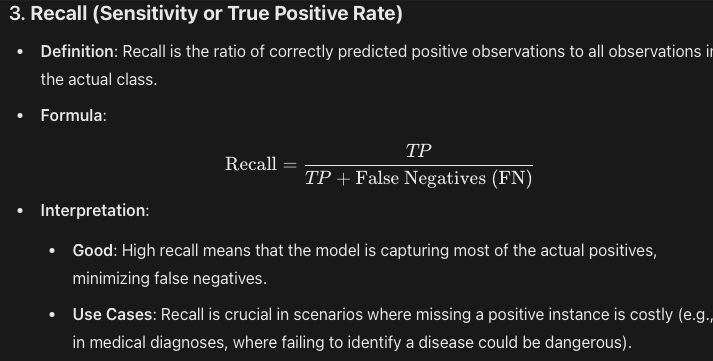 3. Recall (Sensitivity or True Positive Rate)
• Definition: Recall is the ratio of correctly predicted positive observations to all observations in
the actual class.
• Formula:
Recall = TP / TP + False Negatives (FN)
• Interpretation:
• Good: High recall means that the model is capturing most of the actual positives,
minimizing false negatives.
• Use Cases: Recall is crucial in scenarios where missing a positive instance is costly (e.g.,
in medical diagnoses, where failing to identify a disease could be dangerous).